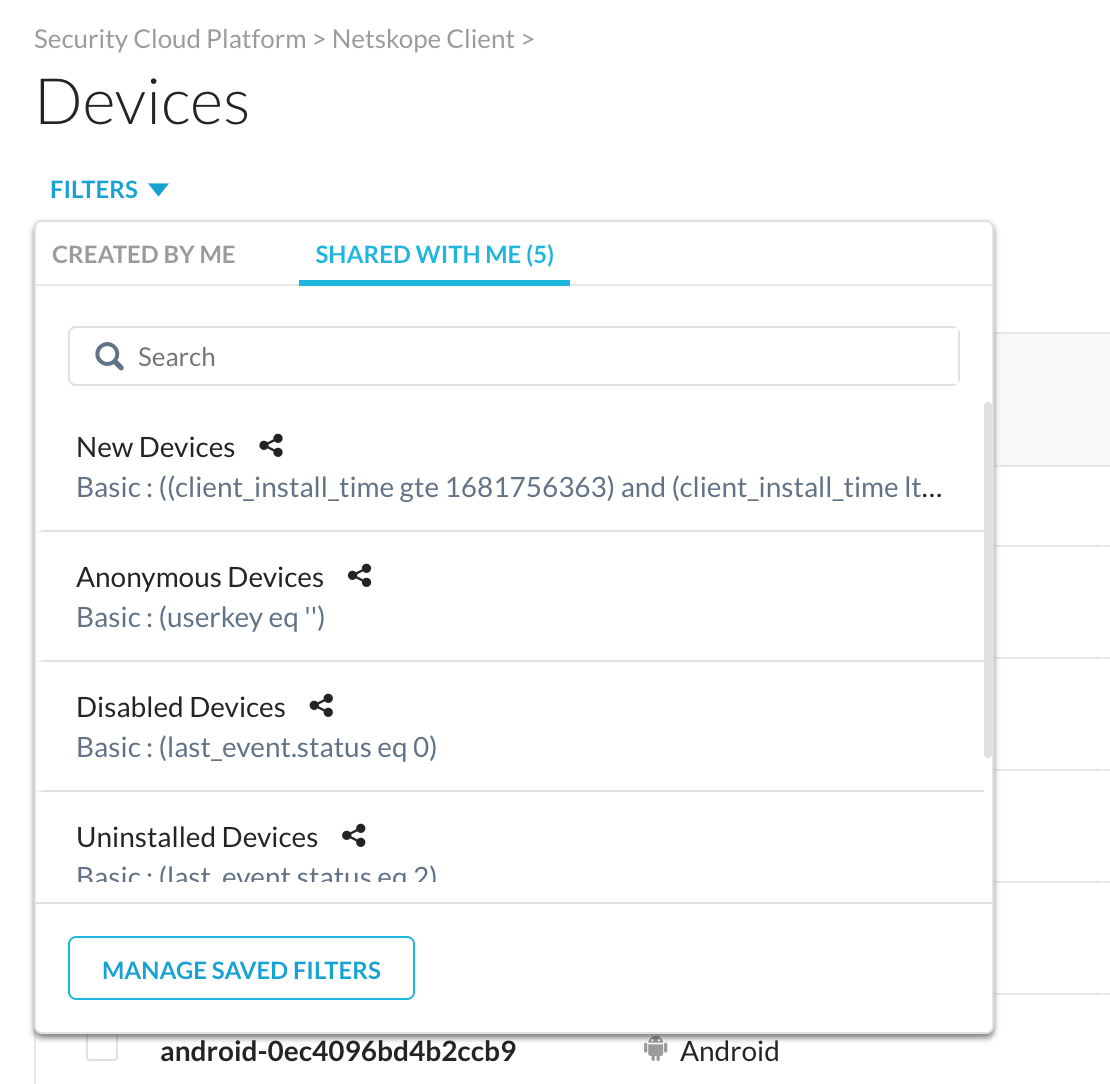 Security Cloud Platform > Netskope Client >
Devices
FILTERS
CREATED BY ME SHARED WITH ME (5)
Search
New Devices
Basic : ((client_install_time gte 1681756363) and (client_install_time lt...
Anonymous Devices
Basic : (userkey eq '')
Disabled Devices
Basic : (last_event.status eq 0)
Uninstalled Devices
Basic : (last_event.status eq 2)
MANAGE SAVED FILTERS
android-0ec4096bd4b2ccb9 Android